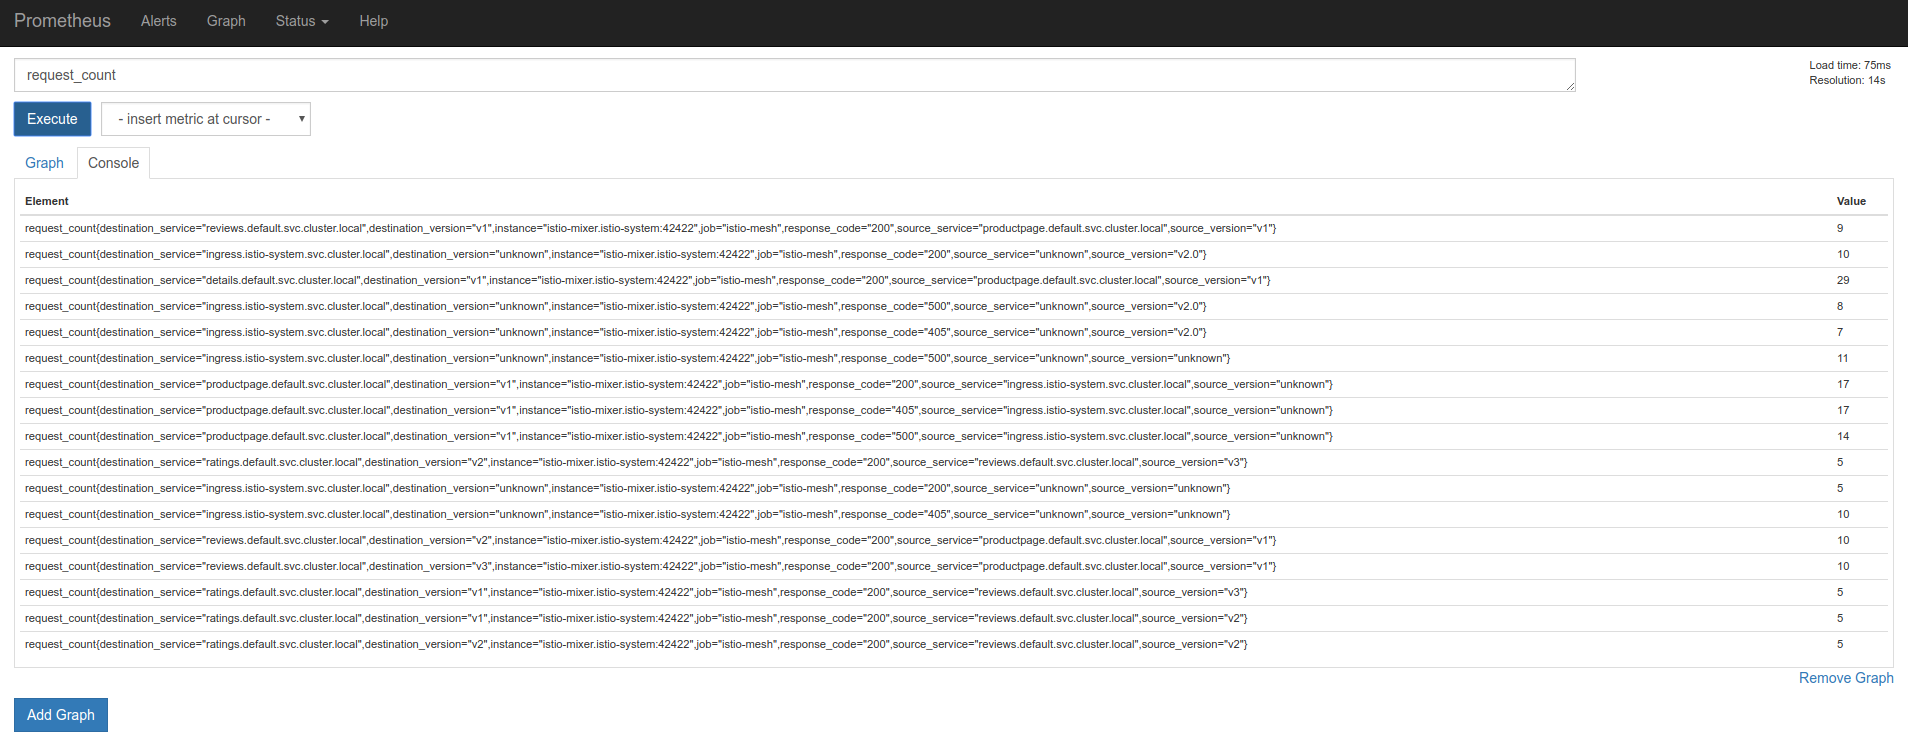 Prometheus Alerts Graph Status Help
request_count
Load time: 75ms
Resolution: 14s
Execute - insert metric at cursor -
Graph Console
Element Value
request_count{destination_service="reviews.default.svc.cluster.local",destination_version="v1",instance="istio-mixer.istio-system:42422",job="istio-mesh",response_code="200",source_service="productpage.default.svc.cluster.local",source_version="v1"} 9
request_count{destination_service="ingress.istio-system.svc.cluster.local",destination_version="unknown",instance="istio-mixer.istio-system:42422",job="istio-mesh",response_code="200",source_service="unknown",source_version="v2.0"} 10
request_count{destination_service="details.default.svc.cluster.local",destination_version="v1",instance="istio-mixer.istio-system:42422",job="istio-mesh",response_code="200",source_service="productpage.default.svc.cluster.local",source_version="v1"} 29
request_count{destination_service="ingress.istio-system.svc.cluster.local",destination_version="unknown",instance="istio-mixer.istio-system:42422",job="istio-mesh",response_code="500",source_service="unknown",source_version="v2.0"} 8
request_count{destination_service="ingress.istio-system.svc.cluster.local",destination_version="unknown",instance="istio-mixer.istio-system:42422",job="istio-mesh",response_code="405",source_service="unknown",source_version="v2.0"} 7
request_count{destination_service="ingress.istio-system.svc.cluster.local",destination_version="unknown",instance="istio-mixer.istio-system:42422",job="istio-mesh",response_code="500",source_service="unknown",source_version="unknown"} 11
request_count{destination_service="productpage.default.svc.cluster.local",destination_version="v1",instance="istio-mixer.istio-system:42422",job="istio-mesh",response_code="200",source_service="ingress.istio-system.svc.cluster.local",source_version="unknown"} 17
request_count{destination_service="productpage.default.svc.cluster.local",destination_version="v1",instance="istio-mixer.istio-system:42422",job="istio-mesh",response_code="405",source_service="ingress.istio-system.svc.cluster.local",source_version="unknown"} 17
request_count{destination_service="productpage.default.svc.cluster.local",destination_version="v1",instance="istio-mixer.istio-system:42422",job="istio-mesh",response_code="500",source_service="ingress.istio-system.svc.cluster.local",source_version="unknown"} 14
request_count{destination_service="ratings.default.svc.cluster.local",destination_version="v2",instance="istio-mixer.istio-system:42422",job="istio-mesh",response_code="200",source_service="reviews.default.svc.cluster.local",source_version="v3"} 5
request_count{destination_service="ingress.istio-system.svc.cluster.local",destination_version="unknown",instance="istio-mixer.istio-system:42422",job="istio-mesh",response_code="200",source_service="unknown",source_version="unknown"} 5
request_count{destination_service="ingress.istio-system.svc.cluster.local",destination_version="unknown",instance="istio-mixer.istio-system:42422",job="istio-mesh",response_code="405",source_service="unknown",source_version="unknown"} 10
request_count{destination_service="reviews.default.svc.cluster.local",destination_version="v2",instance="istio-mixer.istio-system:42422",job="istio-mesh",response_code="200",source_service="productpage.default.svc.cluster.local",source_version="v1"} 10
request_count{destination_service="reviews.default.svc.cluster.local",destination_version="v3",instance="istio-mixer.istio-system:42422",job="istio-mesh",response_code="200",source_service="productpage.default.svc.cluster.local",source_version="v1"} 10
request_count{destination_service="ratings.default.svc.cluster.local",destination_version="v1",instance="istio-mixer.istio-system:42422",job="istio-mesh",response_code="200",source_service="reviews.default.svc.cluster.local",source_version="v3"} 5
request_count{destination_service="ratings.default.svc.cluster.local",destination_version="v1",instance="istio-mixer.istio-system:42422",job="istio-mesh",response_code="200",source_service="reviews.default.svc.cluster.local",source_version="v2"} 5
request_count{destination_service="ratings.default.svc.cluster.local",destination_version="v2",instance="istio-mixer.istio-system:42422",job="istio-mesh",response_code="200",source_service="reviews.default.svc.cluster.local",source_version="v2"} 5
Remove Graph
Add Graph